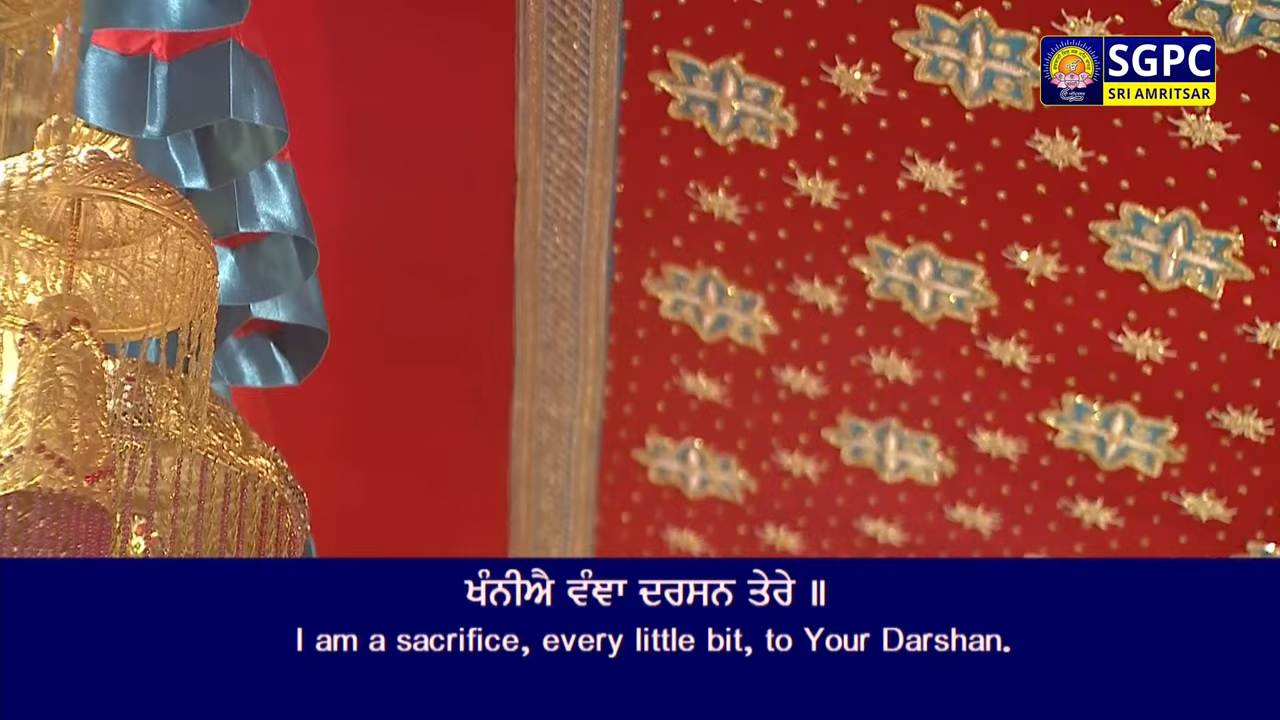 SGPC
SRI AMRITSAR
ਖੰਨੀਐ ਵੰਞਾ ਦਰਸਨ ਤੇਰੇ ॥
I am a sacrifice, every little bit, to Your Darshan.